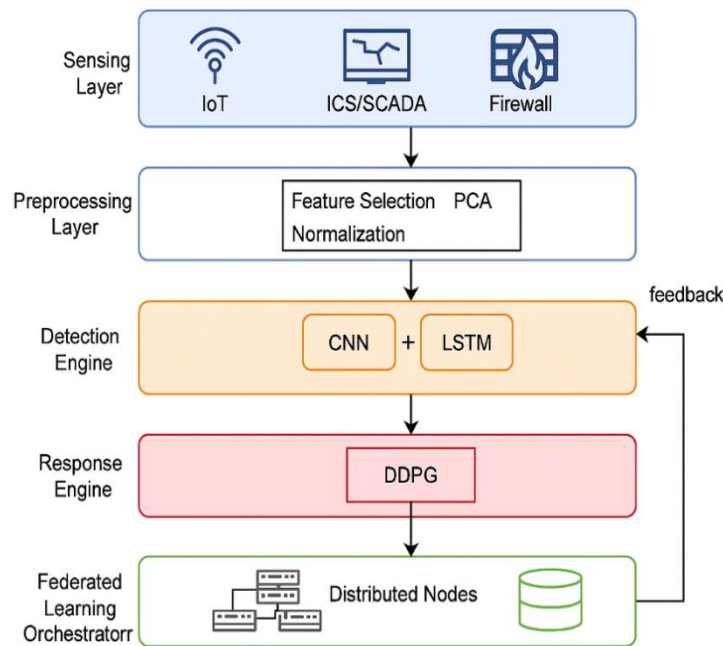 Sensing
Layer
IoT
ICS/SCADA
Firewall
Preprocessing
Layer
Feature Selection PCA
Normalization
feedback
Detection
Engine
CNN + LSTM
Response
Engine
DDPG
Federated
Learning
Orchestratorr
Distributed Nodes